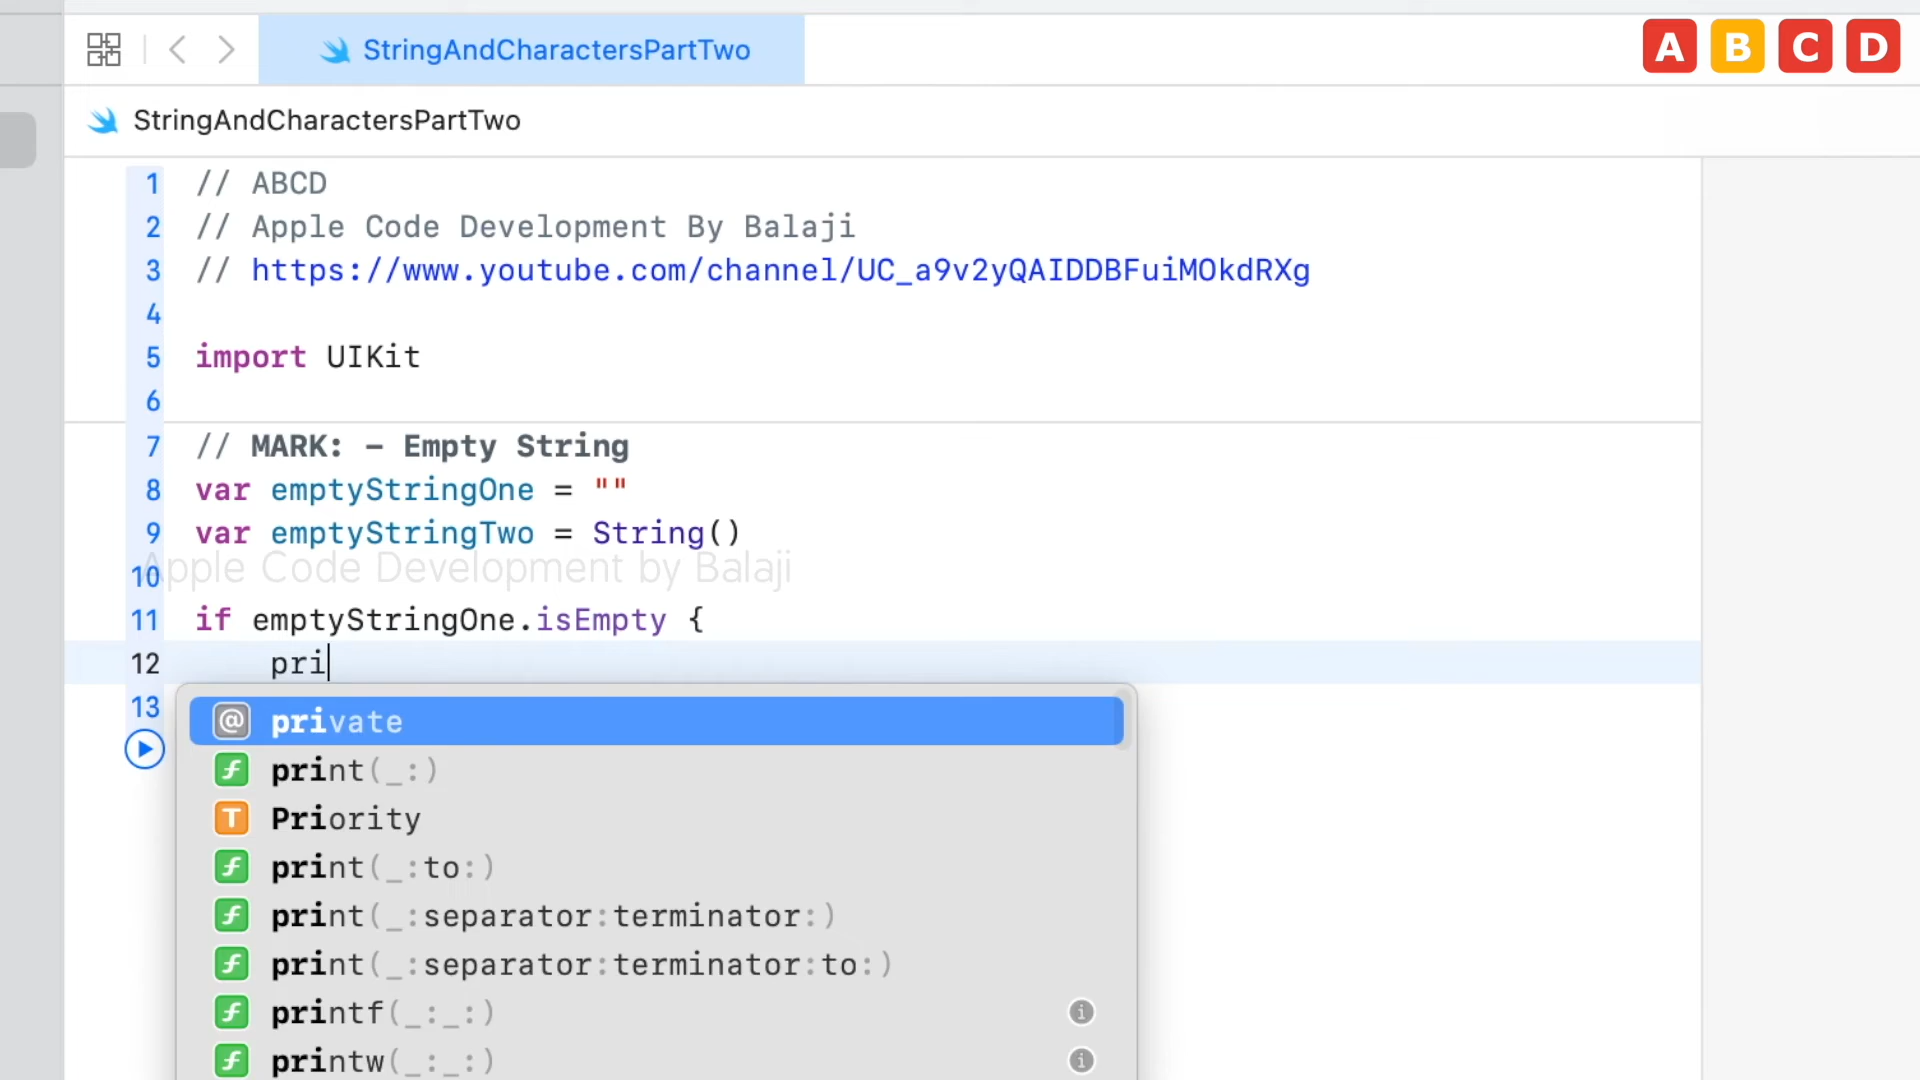 StringAndCharactersPartTwo
A B C D
StringAndCharactersPartTwo
1 // ABCD
2 // Apple Code Development By Balaji
3 // https://www.youtube.com/channel/UC_a9v2yQAIDDBFuiMOkdRXg
4
5 import UIKit
6
7 // MARK: - Empty String
8 var emptyStringOne = ""
9 var emptyStringTwo = String()
Apple Code Development by Balaji
10
11 if emptyStringOne.isEmpty {
12 pri
13
@ private
f print(_:)
T Priority
f print(_:to:)
f print(_:separator:terminator:)
f print(_:separator:terminator:to:)
f printf(_:_:) i
f printw(_:_:) i